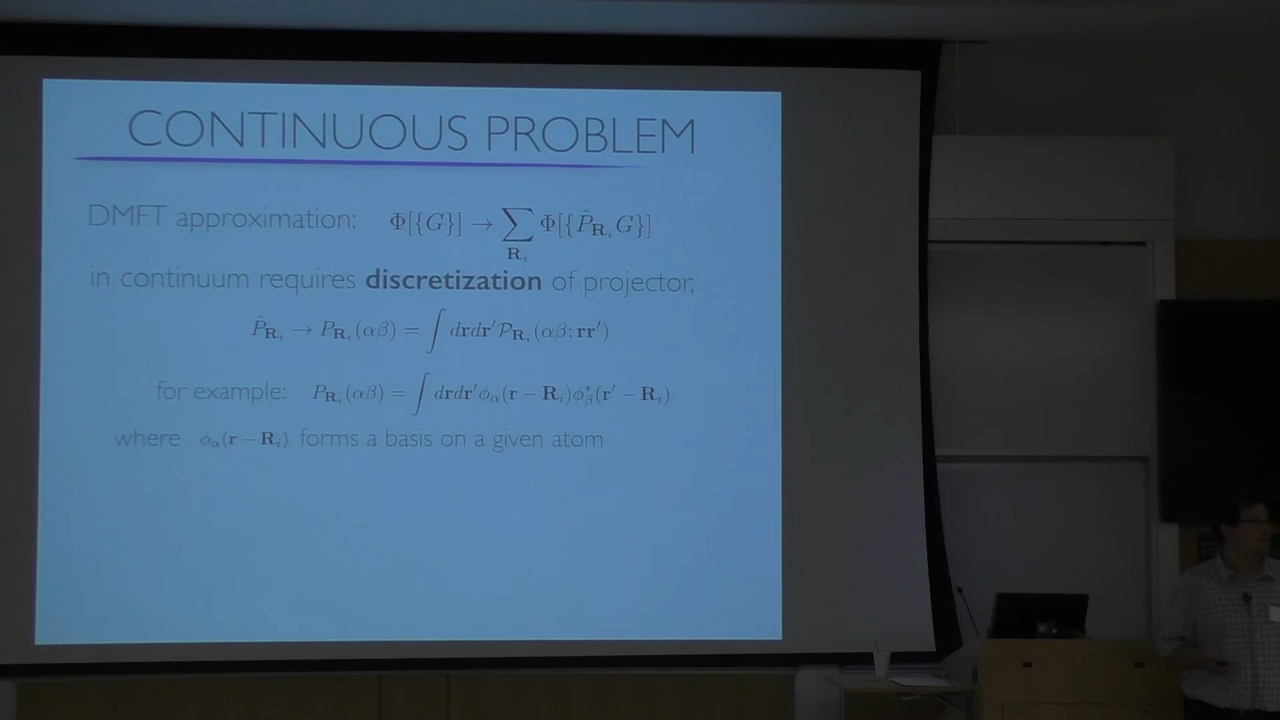 CONTINUOUS PROBLEM
DMFT approximation: Φ[{G}] → ∑_{R_i} Φ[{P̂_{R_i} G}]
in continuum requires discretization of projector,
P̂_{R_i} → P_{R_i}(αβ) = ∫ drdr′𝒫_{R_i}(αβ; rr′)
for example: P_{R_i}(αβ) = ∫ drdr′ϕ_α(r − R_i)ϕ*_β(r′ − R_i)
where ϕ_α(r − R_i) forms a basis on a given atom